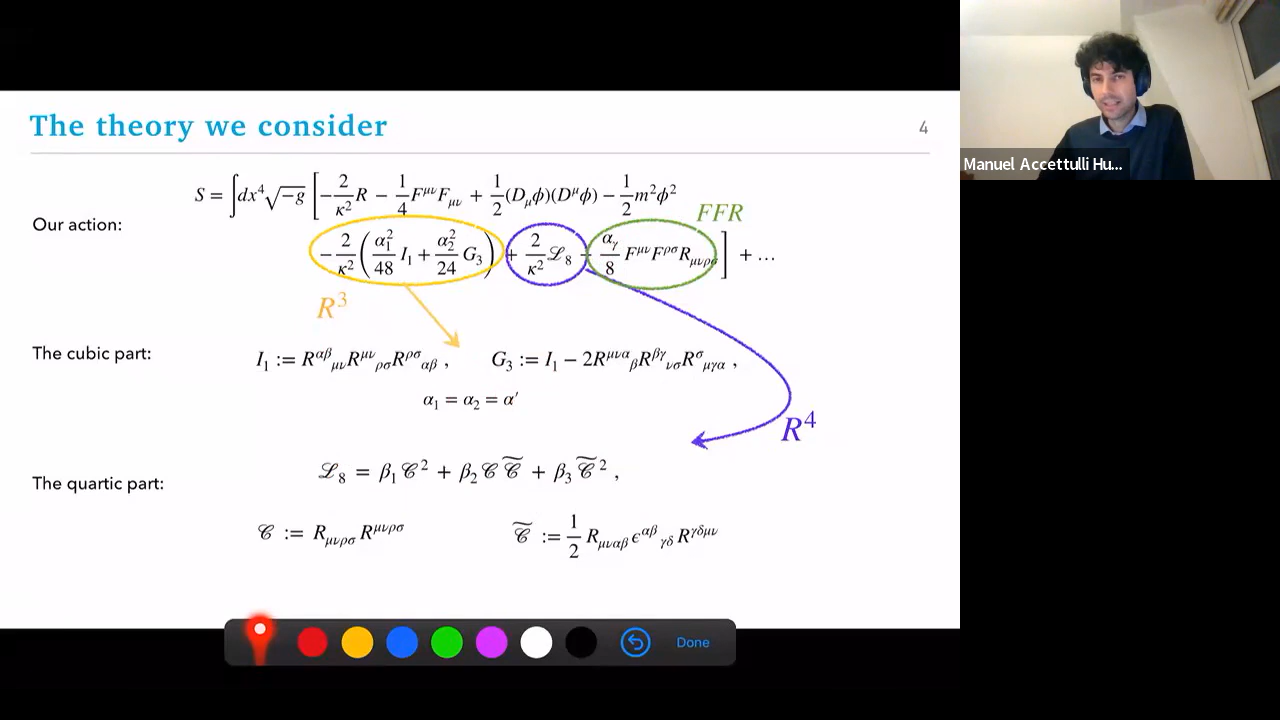 The theory we consider
4
Our action:
S = ∫dx⁴√−g [ −2/κ² R − 1/4 F^{μν}F_{μν} + 1/2 (D_μϕ)(D^μϕ) − 1/2 m²ϕ²
FFR
−2/κ² ( α₁²/48 I₁ + α₂²/24 G₃ ) + 2/κ² ℒ₈ − α_γ/8 F^{μν}F^{ρσ}R_{μνρσ} ] + …
R³
The cubic part:
I₁ := R^{αβ}_{μν}R^{μν}_{ρσ}R^{ρσ}_{αβ} , G₃ := I₁ − 2R^{μνα}_β R^{βγ}_{νσ}R^σ_{μγα} ,
α₁ = α₂ = α′
R⁴
The quartic part:
ℒ₈ = β₁𝒞² + β₂𝒞𝒞̃ + β₃𝒞̃² ,
𝒞 := R_{μνρσ}R^{μνρσ} 𝒞̃ := 1/2 R_{μναβ}ϵ^{αβ}_{γδ}R^{γδμν}
Manuel Accettulli Hu...
Done